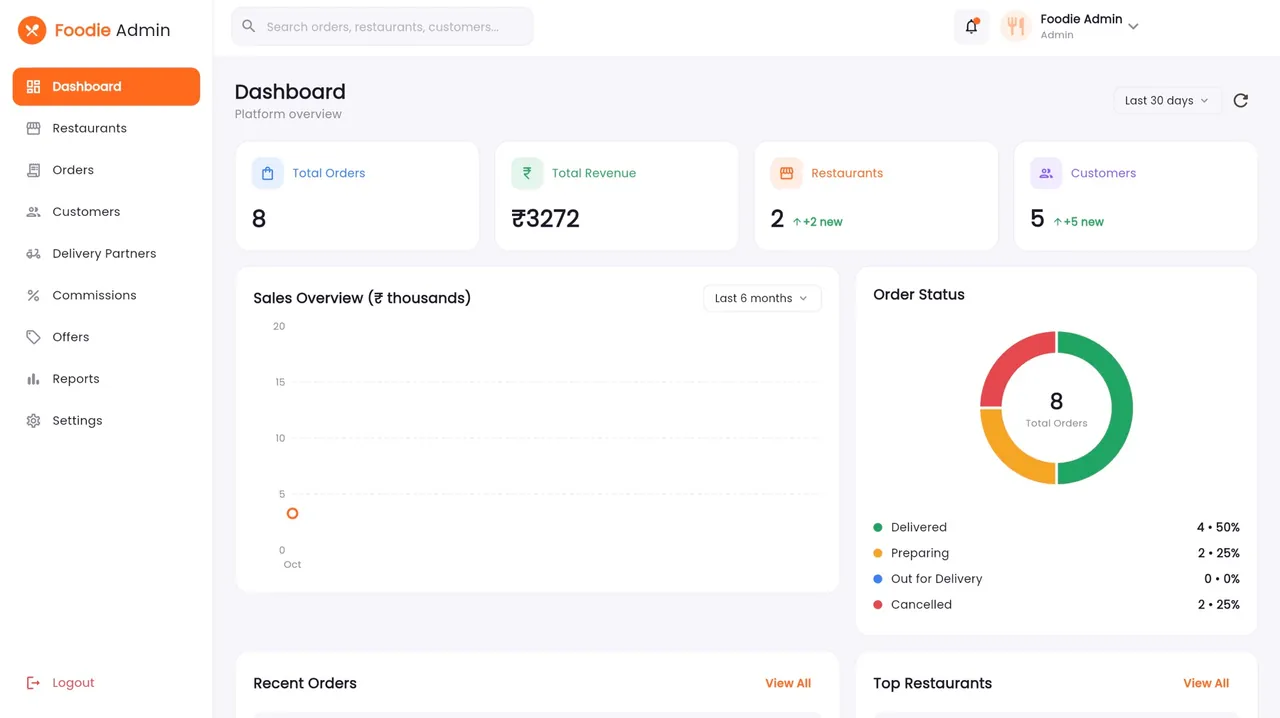 Foodie Admin
Search orders, restaurants, customers...
Foodie Admin
Admin
Dashboard
Restaurants
Orders
Customers
Delivery Partners
Commissions
Offers
Reports
Settings
Logout
Dashboard
Platform overview
Last 30 days
Total Orders
8
Total Revenue
₹3272
Restaurants
2 ↑+2 new
Customers
5 ↑+5 new
Sales Overview (₹ thousands)
Last 6 months
20
15
10
5
0
Oct
Order Status
8
Total Orders
Delivered 4 • 50%
Preparing 2 • 25%
Out for Delivery 0 • 0%
Cancelled 2 • 25%
Recent Orders View All
Top Restaurants View All